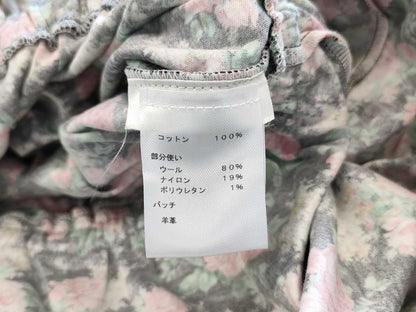 コットン 100%
部分使い
ウール 80%
ナイロン 19%
ポリウレタン 1%
パッチ
羊革